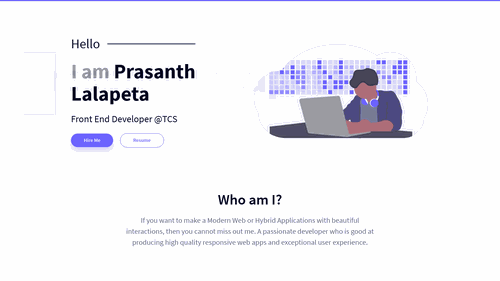 Hello
I am Prasanth
Lalapeta
Front End Developer @TCS
Hire Me
Resume
Who am I?
If you want to make a Modern Web or Hybrid Applications with beautiful
interactions, then you cannot miss out me. A passionate developer who is good at
producing high quality responsive web apps and exceptional user experience.